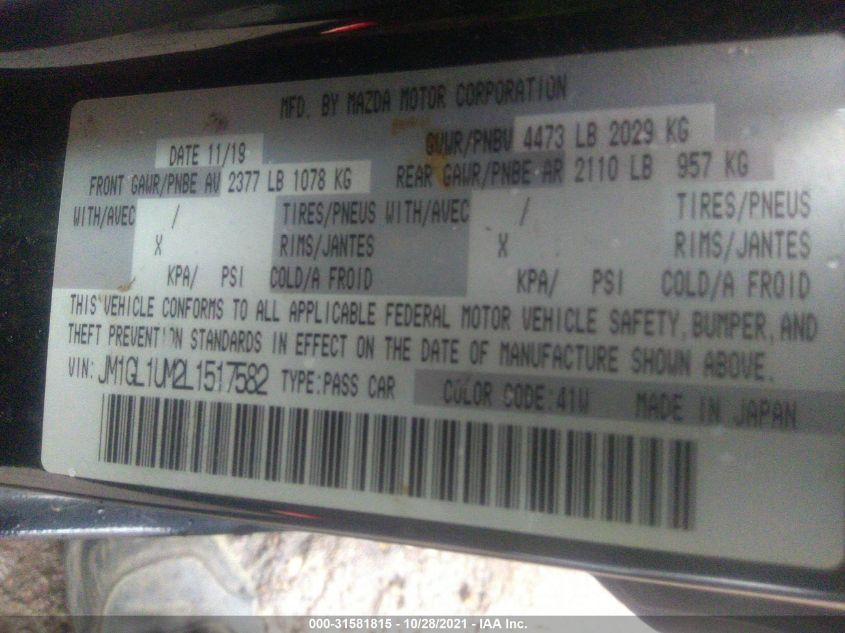 MFD. BY MAZDA MOTOR CORPORATION
DATE 11/19 GVWR/PNBV 4473 LB 2029 KG
FRONT GAWR/PNBE AV 2377 LB 1078 KG REAR GAWR/PNBE AR 2110 LB 957 KG
WITH/AVEC / TIRES/PNEUS WITH/AVEC / TIRES/PNEUS
X RIMS/JANTES X RIMS/JANTES
KPA/ PSI COLD/A FROID KPA/ PSI COLD/A FROID
THIS VEHICLE CONFORMS TO ALL APPLICABLE FEDERAL MOTOR VEHICLE SAFETY, BUMPER, AND
THEFT PREVENTION STANDARDS IN EFFECT ON THE DATE OF MANUFACTURE SHOWN ABOVE.
VIN: JM1GL1UM2L1517582 TYPE:PASS CAR COLOR CODE:41W MADE IN JAPAN
000-31581815 - 10/28/2021 - IAA Inc.